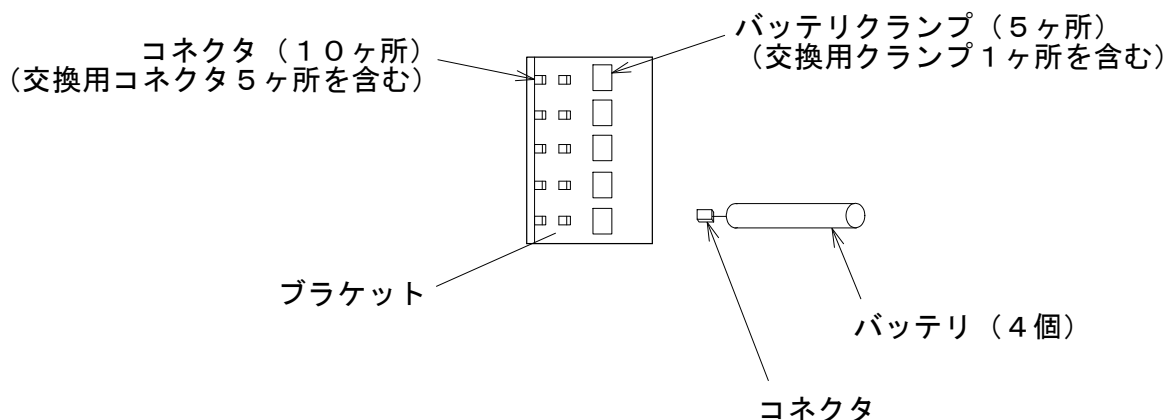 コネクタ（１０ヶ所）
（交換用コネクタ５ヶ所を含む）
バッテリクランプ（５ヶ所）
（交換用クランプ１ヶ所を含む）
ブラケット
バッテリ（４個）
コネクタ